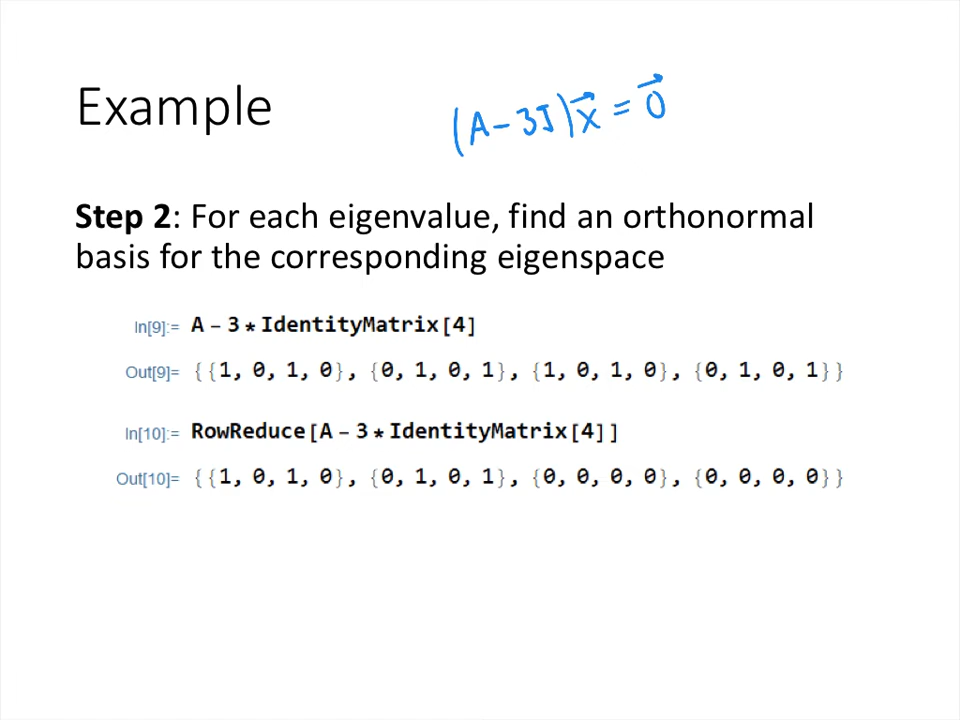 Example
(A-3I)x⃗ = 0⃗
Step 2: For each eigenvalue, find an orthonormal
basis for the corresponding eigenspace
In[9]:= A - 3 * IdentityMatrix[4]
Out[9]= {{1, 0, 1, 0}, {0, 1, 0, 1}, {1, 0, 1, 0}, {0, 1, 0, 1}}
In[10]:= RowReduce[A - 3 * IdentityMatrix[4]]
Out[10]= {{1, 0, 1, 0}, {0, 1, 0, 1}, {0, 0, 0, 0}, {0, 0, 0, 0}}